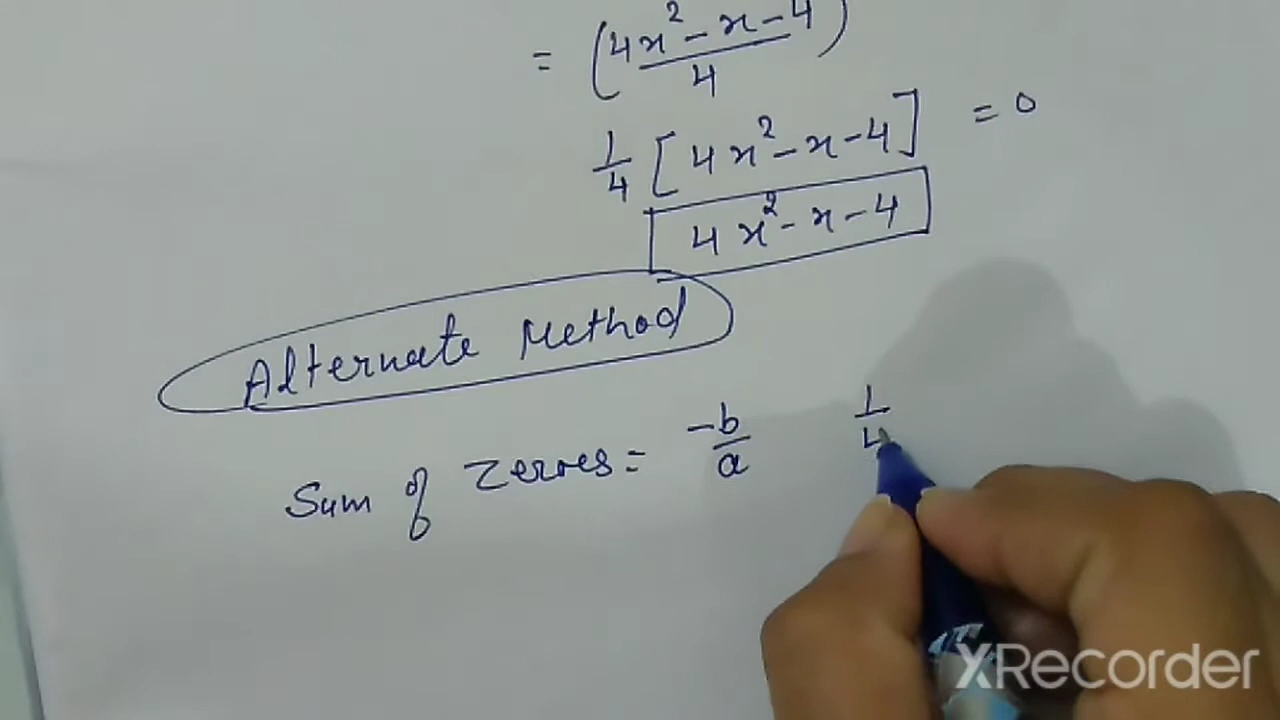 = (4x² - x - 4 / 4)
1/4 [4x² - x - 4] = 0
4x² - x - 4
Alternate Method
Sum of Zeroes = -b/a 1/4
XRecorder